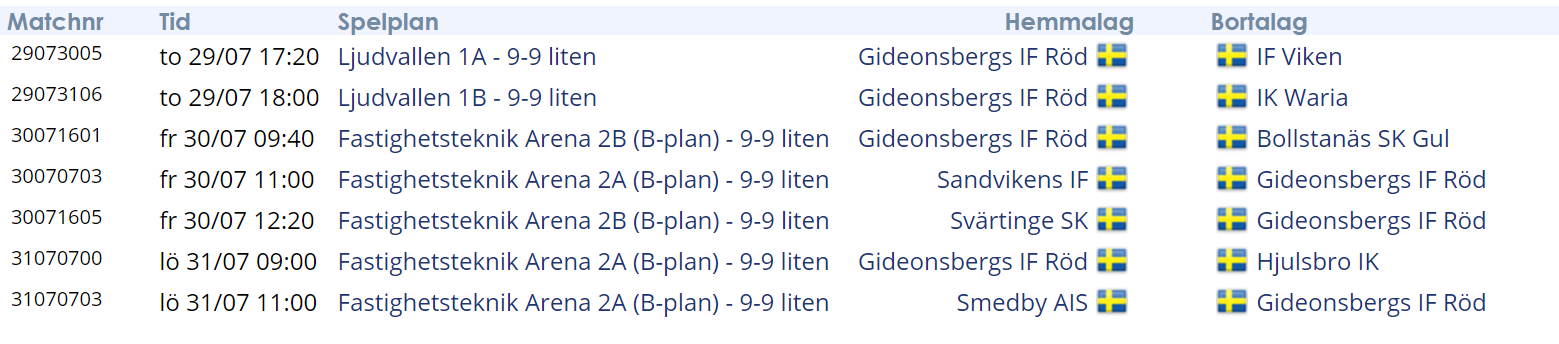 Matchnr Tid Spelplan Hemmalag Bortalag
29073005 to 29/07 17:20 Ljudvallen 1A - 9-9 liten Gideonsbergs IF Röd IF Viken
29073106 to 29/07 18:00 Ljudvallen 1B - 9-9 liten Gideonsbergs IF Röd IK Waria
30071601 fr 30/07 09:40 Fastighetsteknik Arena 2B (B-plan) - 9-9 liten Gideonsbergs IF Röd Bollstanäs SK Gul
30070703 fr 30/07 11:00 Fastighetsteknik Arena 2A (B-plan) - 9-9 liten Sandvikens IF Gideonsbergs IF Röd
30071605 fr 30/07 12:20 Fastighetsteknik Arena 2B (B-plan) - 9-9 liten Svärtinge SK Gideonsbergs IF Röd
31070700 lö 31/07 09:00 Fastighetsteknik Arena 2A (B-plan) - 9-9 liten Gideonsbergs IF Röd Hjulsbro IK
31070703 lö 31/07 11:00 Fastighetsteknik Arena 2A (B-plan) - 9-9 liten Smedby AIS Gideonsbergs IF Röd